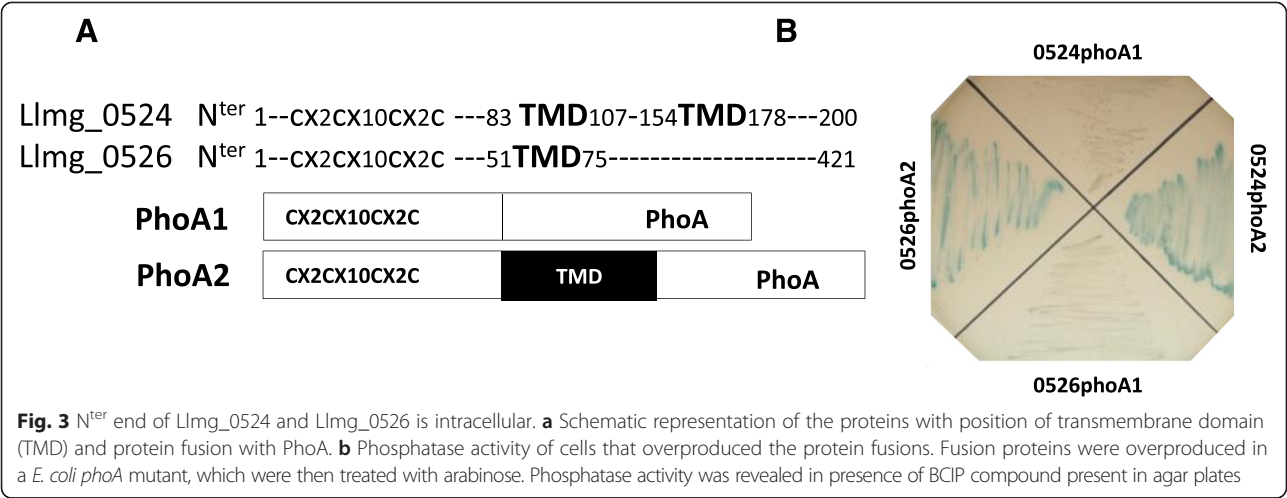 A
B
Llmg_0524 Nter 1--CX2CX10CX2C ---83 TMD107-154TMD178---200
Llmg_0526 Nter 1--CX2CX10CX2C ---51TMD75--------------------421
PhoA1 CX2CX10CX2C PhoA
PhoA2 CX2CX10CX2C TMD PhoA
0524phoA1
0526phoA2
0524phoA2
0526phoA1
Fig. 3 Nter end of Llmg_0524 and Llmg_0526 is intracellular. a Schematic representation of the proteins with position of transmembrane domain
(TMD) and protein fusion with PhoA. b Phosphatase activity of cells that overproduced the protein fusions. Fusion proteins were overproduced in
a E. coli phoA mutant, which were then treated with arabinose. Phosphatase activity was revealed in presence of BCIP compound present in agar plates